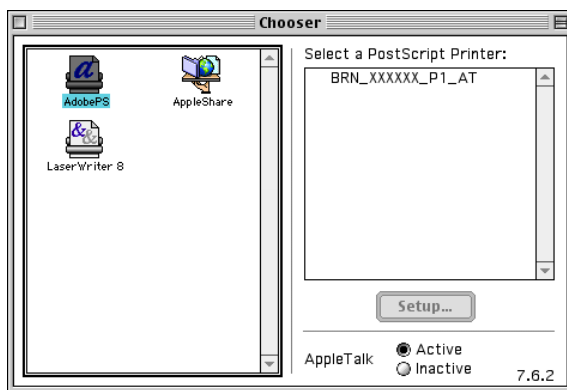 Chooser
AdobePS
AppleShare
LaserWriter 8
Select a PostScript Printer:
BRN_XXXXXX_P1_AT
Setup...
AppleTalk
Active
Inactive
7.6.2